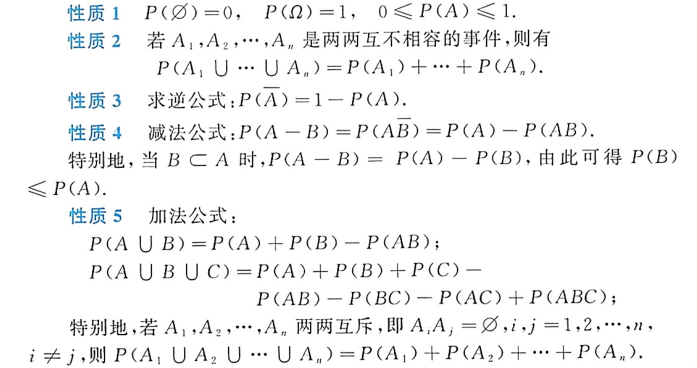 性质 1 P(∅)=0, P(Ω)=1, 0⩽P(A)⩽1.
性质 2 若 A₁,A₂,⋯,Aₙ 是两两互不相容的事件,则有
P(A₁∪⋯∪Aₙ)=P(A₁)+⋯+P(Aₙ).
性质 3 求逆公式:P(A̅)=1−P(A).
性质 4 减法公式:P(A−B)=P(AB̅)=P(A)−P(AB).
特别地,当 B⊂A 时,P(A−B)= P(A)−P(B),由此可得 P(B)
⩽P(A).
性质 5 加法公式:
P(A∪B)=P(A)+P(B)−P(AB);
P(A∪B∪C)=P(A)+P(B)+P(C)−
P(AB)−P(BC)−P(AC)+P(ABC);
特别地,若 A₁,A₂,⋯,Aₙ 两两互斥,即 AᵢAⱼ=∅,i,j=1,2,⋯,n,
i≠j,则 P(A₁∪A₂∪⋯∪Aₙ)=P(A₁)+P(A₂)+⋯+P(Aₙ).